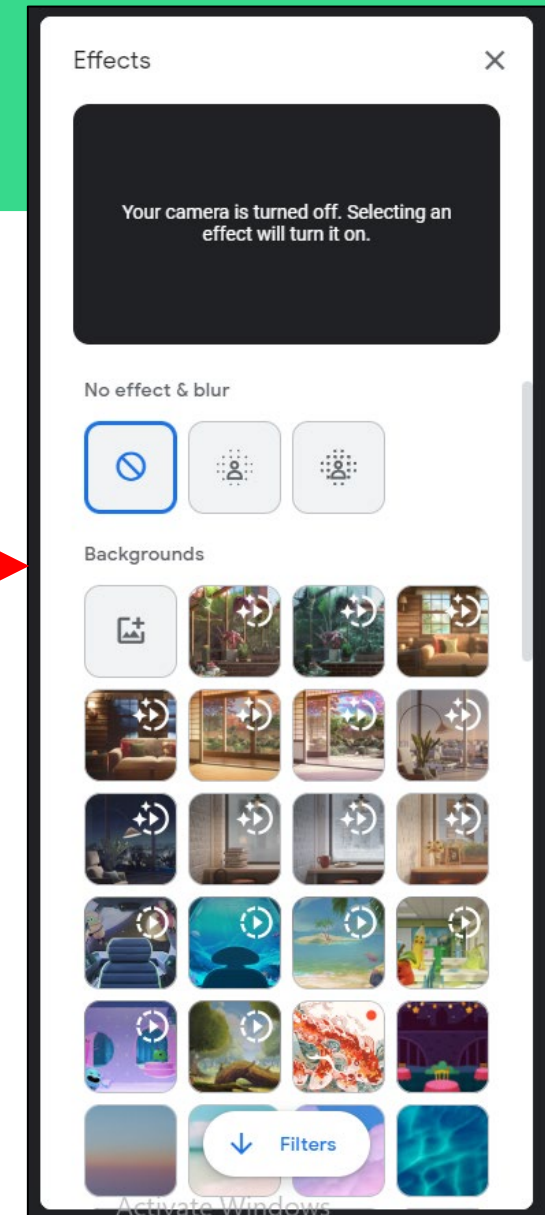 Effects
Your camera is turned off. Selecting an
effect will turn it on.
No effect & blur
Backgrounds
Filters
Activate Windows